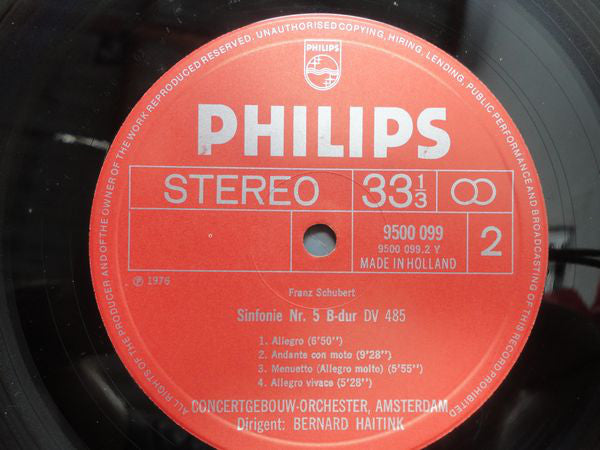 ALL RIGHTS OF THE PRODUCER AND OF THE OWNER OF THE WORK REPRODUCED RESERVED. UNAUTHORISED COPYING, HIRING, LENDING, PUBLIC PERFORMANCE AND BROADCASTING OF THIS RECORD PROHIBITED
PHILIPS
PHILIPS
STEREO 33 1/3
9500 099
9500 099.2 Y
MADE IN HOLLAND
2
℗ 1976
Franz Schubert
Sinfonie Nr. 5 B-dur DV 485
1. Allegro (6'50'')
2. Andante con moto (9'28'')
3. Menuetto (Allegro molto) (5'55'')
4. Allegro vivace (5'28'')
CONCERTGEBOUW-ORCHESTER, AMSTERDAM
Dirigent: BERNARD HAITINK